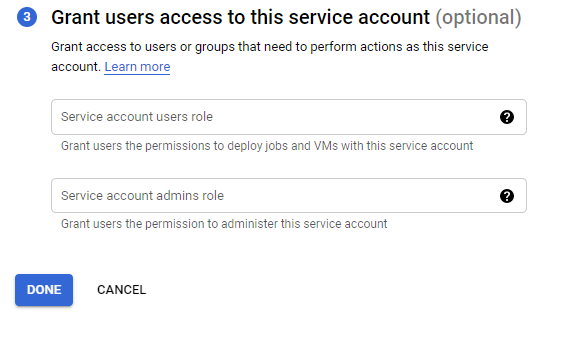 3 Grant users access to this service account (optional)
Grant access to users or groups that need to perform actions as this service
account. Learn more
Service account users role ?
Grant users the permissions to deploy jobs and VMs with this service account
Service account admins role ?
Grant users the permission to administer this service account
DONE CANCEL